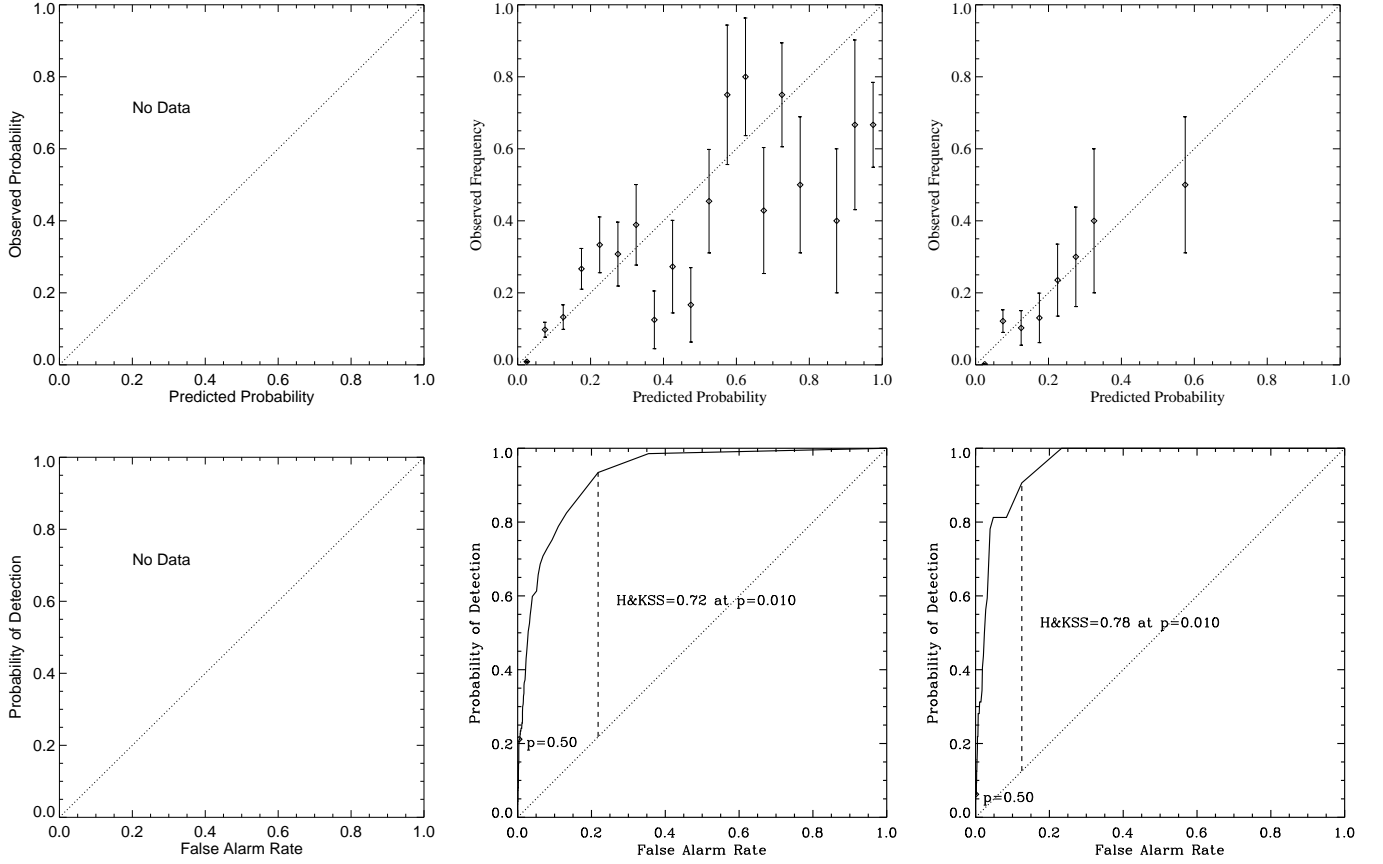 1.0
0.8
0.6
0.4
0.2
0.0
Observed Probability
No Data
0.0 0.2 0.4 0.6 0.8 1.0
Predicted Probability
1.0
0.8
0.6
0.4
0.2
0.0
Observed Frequency
0.0 0.2 0.4 0.6 0.8 1.0
Predicted Probability
1.0
0.8
0.6
0.4
0.2
0.0
Observed Frequency
0.0 0.2 0.4 0.6 0.8 1.0
Predicted Probability
1.0
0.8
0.6
0.4
0.2
0.0
Probability of Detection
No Data
0.0 0.2 0.4 0.6 0.8 1.0
False Alarm Rate
1.0
0.8
0.6
0.4
0.2
0.0
Probability of Detection
H&KSS=0.72 at p=0.010
p=0.50
0.0 0.2 0.4 0.6 0.8 1.0
False Alarm Rate
1.0
0.8
0.6
0.4
0.2
0.0
Probability of Detection
H&KSS=0.78 at p=0.010
p=0.50
0.0 0.2 0.4 0.6 0.8 1.0
False Alarm Rate